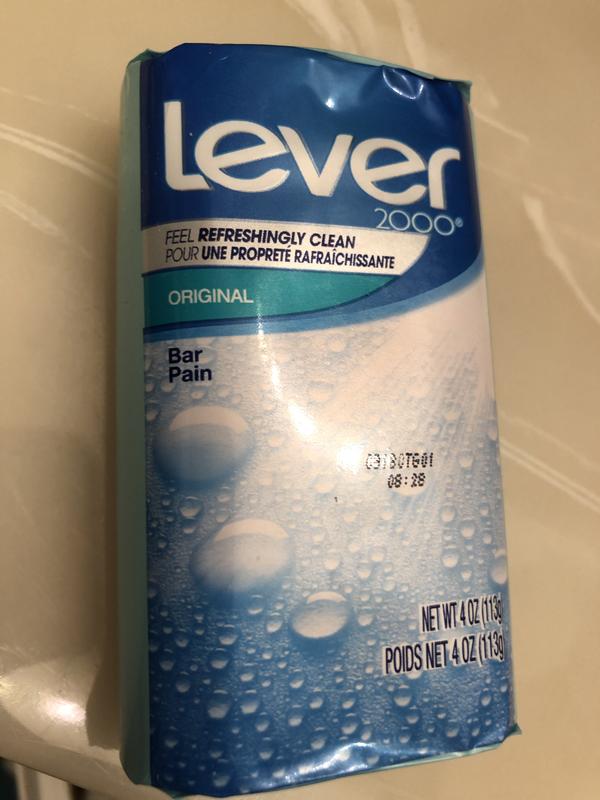 Lever
2000®
FEEL REFRESHINGLY CLEAN
POUR UNE PROPRETÉ RAFRAÎCHISSANTE
ORIGINAL
Bar
Pain
08:28
NET WT 4 OZ (113g
POIDS NET 4 OZ (113g